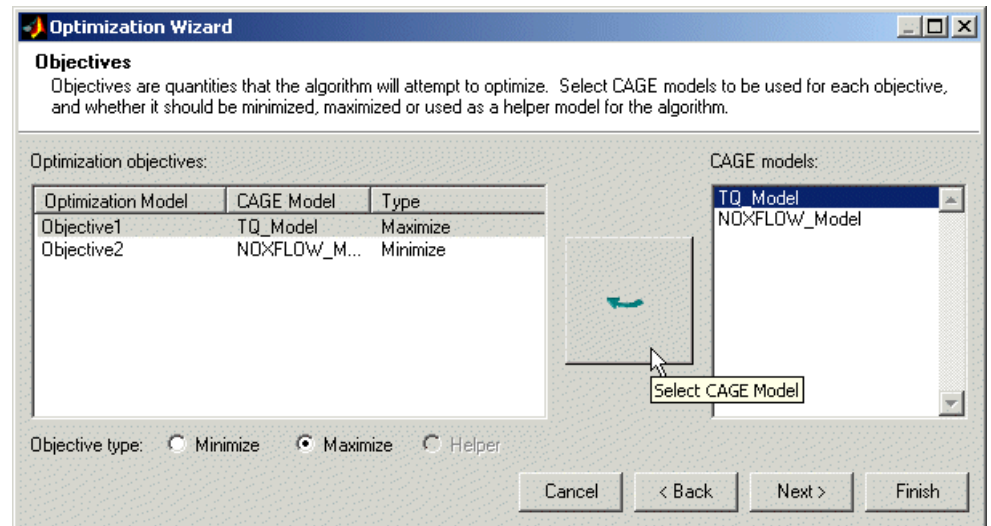 Optimization Wizard
Objectives
Objectives are quantities that the algorithm will attempt to optimize. Select CAGE models to be used for each objective,
and whether it should be minimized, maximized or used as a helper model for the algorithm.
Optimization objectives:
CAGE models:
Optimization Model CAGE Model Type
Objective1 TQ_Model Maximize
Objective2 NOXFLOW_M... Minimize
TQ_Model
NOXFLOW_Model
Select CAGE Model
Objective type: Minimize Maximize Helper
Cancel < Back Next > Finish